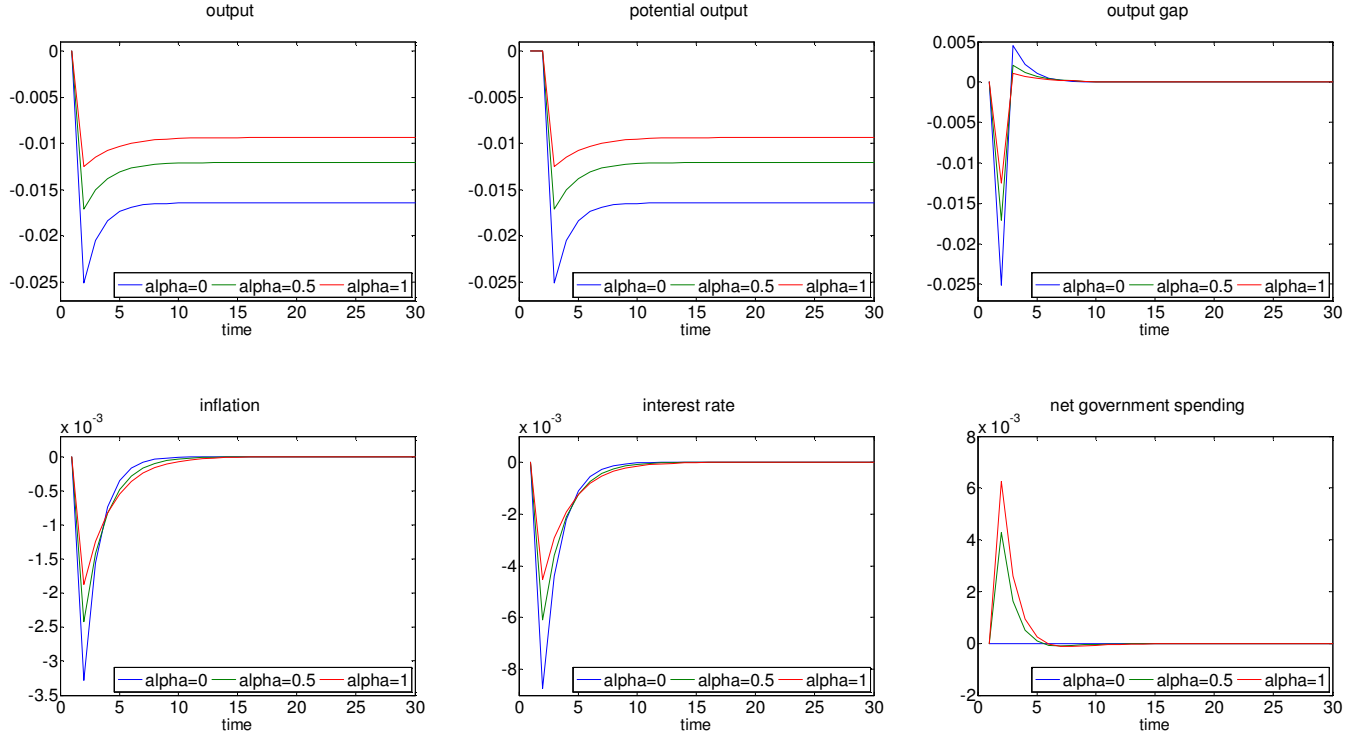 output
0
-0.005
-0.01
-0.015
-0.02
-0.025
alpha=0 alpha=0.5 alpha=1
0 5 10 15 20 25 30
time
potential output
0
-0.005
-0.01
-0.015
-0.02
-0.025
alpha=0 alpha=0.5 alpha=1
0 5 10 15 20 25 30
time
output gap
0.005
0
-0.005
-0.01
-0.015
-0.02
-0.025
alpha=0 alpha=0.5 alpha=1
0 5 10 15 20 25 30
time
inflation
x 10^-3
0
-0.5
-1
-1.5
-2
-2.5
-3
-3.5
alpha=0 alpha=0.5 alpha=1
0 5 10 15 20 25 30
time
interest rate
x 10^-3
0
-2
-4
-6
-8
alpha=0 alpha=0.5 alpha=1
0 5 10 15 20 25 30
time
net government spending
x 10^-3
8
6
4
2
0
-2
alpha=0 alpha=0.5 alpha=1
0 5 10 15 20 25 30
time